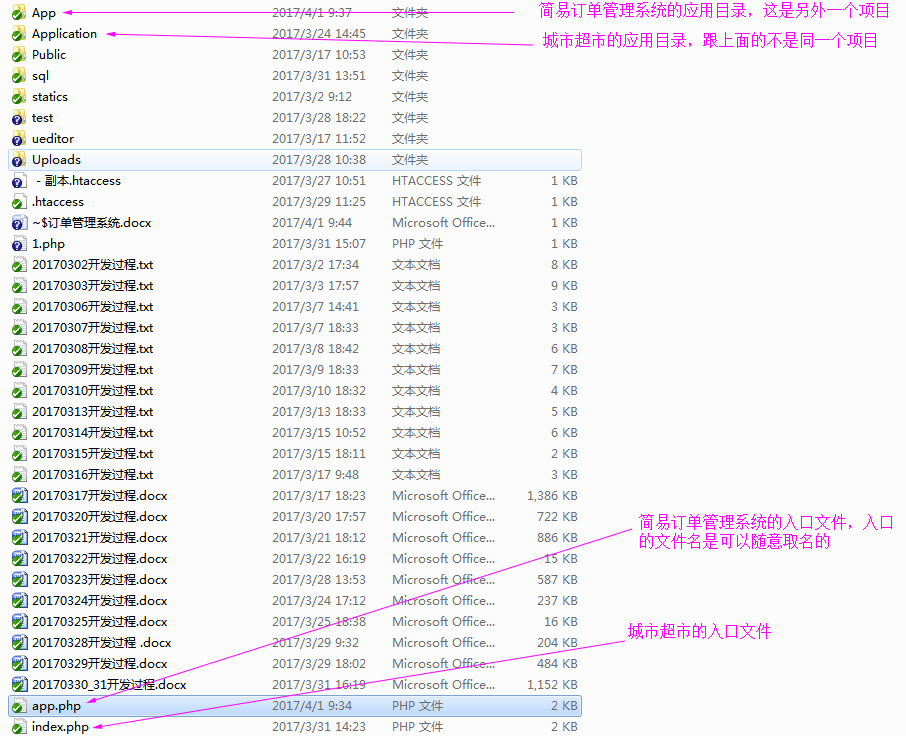 App 2017/4/1 9:37 文件夹 简易订单管理系统的应用目录，这是另外一个项目
Application 2017/3/24 14:45 文件夹 城市超市的应用目录，跟上面的不是同一个项目
Public 2017/3/17 10:53 文件夹
sql 2017/3/31 13:51 文件夹
statics 2017/3/2 9:12 文件夹
test 2017/3/28 18:22 文件夹
ueditor 2017/3/17 11:52 文件夹
Uploads 2017/3/28 10:38 文件夹
- 副本.htaccess 2017/3/27 10:51 HTACCESS 文件 1 KB
.htaccess 2017/3/29 11:25 HTACCESS 文件 1 KB
~$订单管理系统.docx 2017/4/1 9:44 Microsoft Office... 1 KB
1.php 2017/3/31 15:07 PHP 文件 1 KB
20170302开发过程.txt 2017/3/2 17:34 文本文档 8 KB
20170303开发过程.txt 2017/3/3 17:57 文本文档 9 KB
20170306开发过程.txt 2017/3/7 14:41 文本文档 3 KB
20170307开发过程.txt 2017/3/7 18:33 文本文档 3 KB
20170308开发过程.txt 2017/3/8 18:42 文本文档 6 KB
20170309开发过程.txt 2017/3/9 18:33 文本文档 7 KB
20170310开发过程.txt 2017/3/10 18:32 文本文档 4 KB
20170313开发过程.txt 2017/3/13 18:33 文本文档 5 KB
20170314开发过程.txt 2017/3/15 10:52 文本文档 6 KB
20170315开发过程.txt 2017/3/15 18:11 文本文档 2 KB
20170316开发过程.txt 2017/3/17 9:48 文本文档 3 KB
20170317开发过程.docx 2017/3/17 18:23 Microsoft Office... 1,386 KB
20170320开发过程.docx 2017/3/20 17:57 Microsoft Office... 722 KB
20170321开发过程.docx 2017/3/21 18:12 Microsoft Office... 886 KB
20170322开发过程.docx 2017/3/22 16:19 Microsoft Office... 15 KB
20170323开发过程.docx 2017/3/28 13:53 Microsoft Office... 587 KB
20170324开发过程.docx 2017/3/24 17:12 Microsoft Office... 237 KB
20170325开发过程.docx 2017/3/25 18:38 Microsoft Office... 16 KB
20170328开发过程 .docx 2017/3/29 9:32 Microsoft Office... 204 KB
20170329开发过程.docx 2017/3/29 18:02 Microsoft Office... 484 KB
20170330_31开发过程.docx 2017/3/31 16:19 Microsoft Office... 1,152 KB
app.php 2017/4/1 9:34 PHP 文件 2 KB
index.php 2017/3/31 14:23 PHP 文件 2 KB
简易订单管理系统的入口文件，入口
的文件名是可以随意取名的
城市超市的入口文件